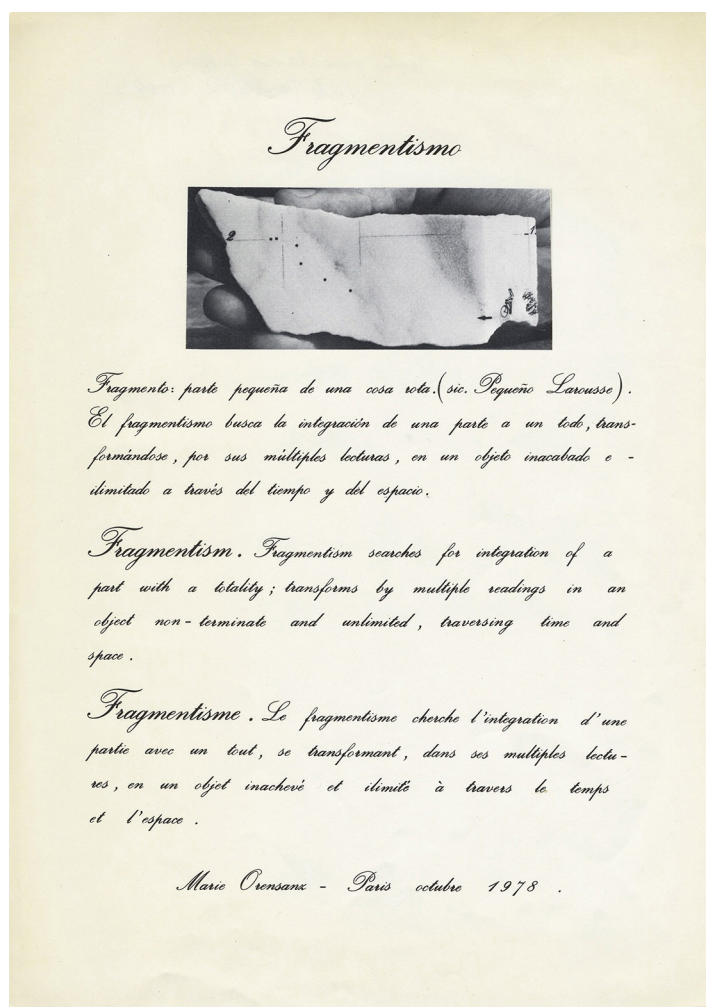 Fragmentismo
2
1.
Fragmento: parte pequeña de una cosa rota.(sic. Pequeño Larousse).
El fragmentismo busca la integración de una parte a un todo, trans-
formándose, por sus múltiples lecturas, en un objeto inacabado e -
ilimitado a través del tiempo y del espacio.
Fragmentism. Fragmentism searches for integration of a
part with a totality; transforms by multiple readings in an
object non-terminate and unlimited, traversing time and
space.
Fragmentisme. Le fragmentisme cherche l'integration d'une
partie avec un tout, se transformant, dans ses multiples lectu-
res, en un objet inachevé et ilimité à travers le temps
et l'espace.
Marie Orensanz - Paris octubre 1978.